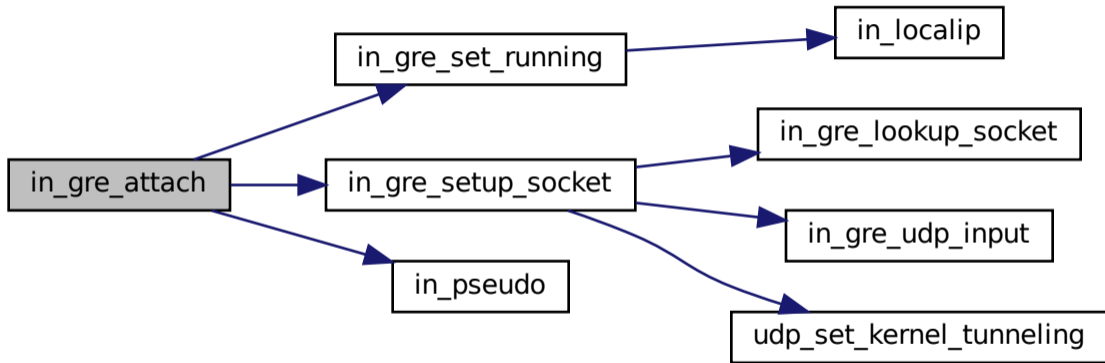 in_localip
in_gre_set_running
in_gre_lookup_socket
in_gre_attach
in_gre_setup_socket
in_gre_udp_input
in_pseudo
udp_set_kernel_tunneling